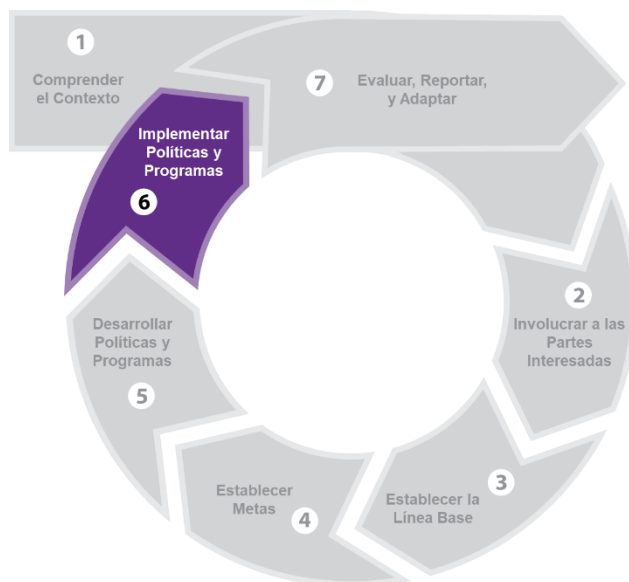 1
Comprender
el Contexto
7
Evaluar, Reportar,
y Adaptar
Implementar
Políticas y
Programas
6
2
Involucrar a las
Partes
Interesadas
Desarrollar
Políticas y
Programas
5
3
Establecer la
Línea Base
Establecer
Metas
4